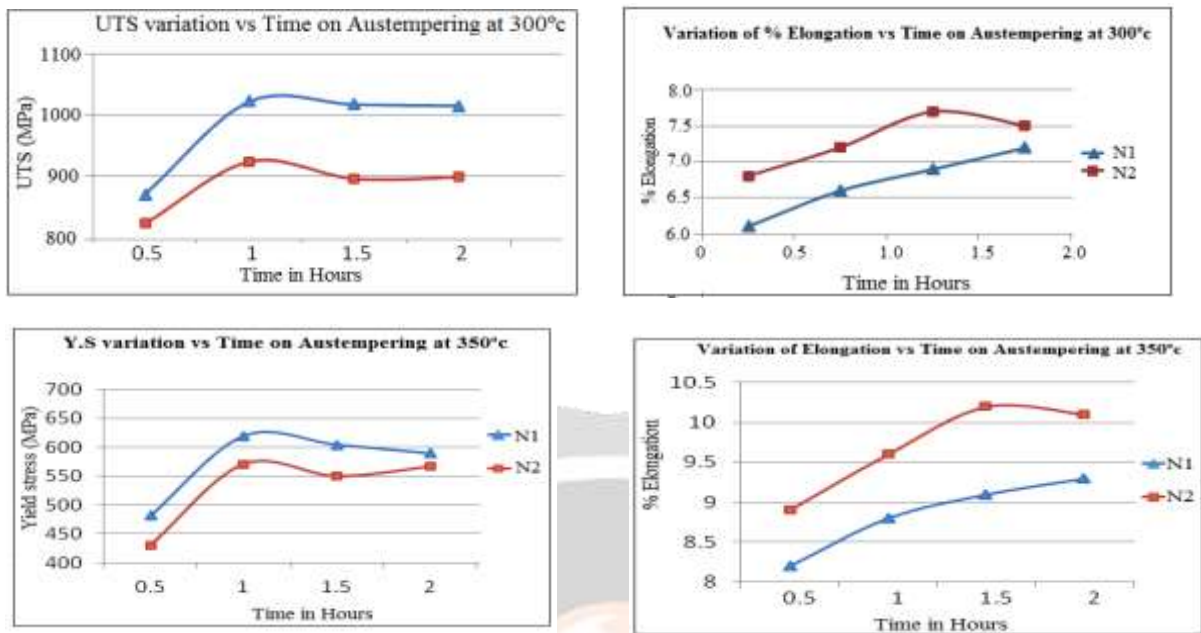 UTS variation vs Time on Austempering at 300°c
1100
1000
900
800
UTS (MPa)
0.5 1 1.5 2
Time in Hours
Variation of % Elongation vs Time on Austempering at 300°c
8.0
7.5
7.0
6.5
6.0
% Elongation
0 0.5 1.0 1.5 2.0
Time in Hours
N1
N2
Y.S variation vs Time on Austempering at 350°c
700
650
600
550
500
450
400
Yield stress (MPa)
0.5 1 1.5 2
Time in Hours
N1
N2
Variation of Elongation vs Time on Austempering at 350°c
10.5
10
9.5
9
8.5
8
% Elongation
0.5 1 1.5 2
Time in Hours
N1
N2